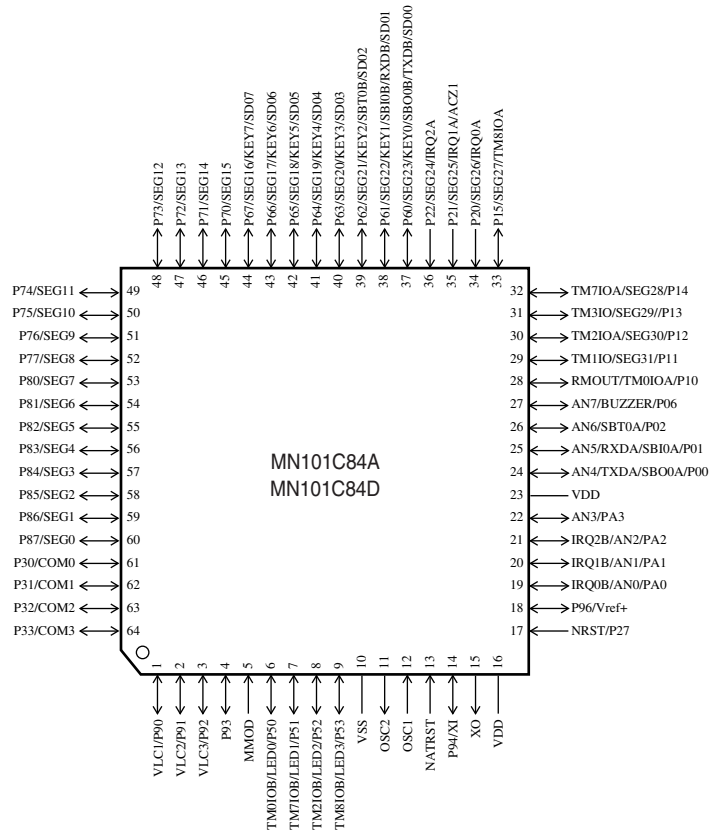 P73/SEG12
P72/SEG13
P71/SEG14
P70/SEG15
P67/SEG16/KEY7/SD07
P66/SEG17/KEY6/SD06
P65/SEG18/KEY5/SD05
P64/SEG19/KEY4/SD04
P63/SEG20/KEY3/SD03
P62/SEG21/KEY2/SBT0B/SD02
P61/SEG22/KEY1/SBI0B/RXDB/SD01
P60/SEG23/KEY0/SBO0B/TXDB/SD00
P22/SEG24/IRQ2A
P21/SEG25/IRQ1A/ACZ1
P20/SEG26/IRQ0A
P15/SEG27/TM8IOA
48 47 46 45 44 43 42 41 40 39 38 37 36 35 34 33
P74/SEG11 49
P75/SEG10 50
P76/SEG9 51
P77/SEG8 52
P80/SEG7 53
P81/SEG6 54
P82/SEG5 55
P83/SEG4 56
P84/SEG3 57
P85/SEG2 58
P86/SEG1 59
P87/SEG0 60
P30/COM0 61
P31/COM1 62
P32/COM2 63
P33/COM3 64
MN101C84A
MN101C84D
32 TM7IOA/SEG28/P14
31 TM3IO/SEG29//P13
30 TM2IOA/SEG30/P12
29 TM1IO/SEG31/P11
28 RMOUT/TM0IOA/P10
27 AN7/BUZZER/P06
26 AN6/SBT0A/P02
25 AN5/RXDA/SBI0A/P01
24 AN4/TXDA/SBO0A/P00
23 VDD
22 AN3/PA3
21 IRQ2B/AN2/PA2
20 IRQ1B/AN1/PA1
19 IRQ0B/AN0/PA0
18 P96/Vref+
17 NRST/P27
1 2 3 4 5 6 7 8 9 10 11 12 13 14 15 16
VLC1/P90
VLC2/P91
VLC3/P92
P93
MMOD
TM0IOB/LED0/P50
TM7IOB/LED1/P51
TM2IOB/LED2/P52
TM8IOB/LED3/P53
VSS
OSC2
OSC1
NATRST
P94/XI
XO
VDD